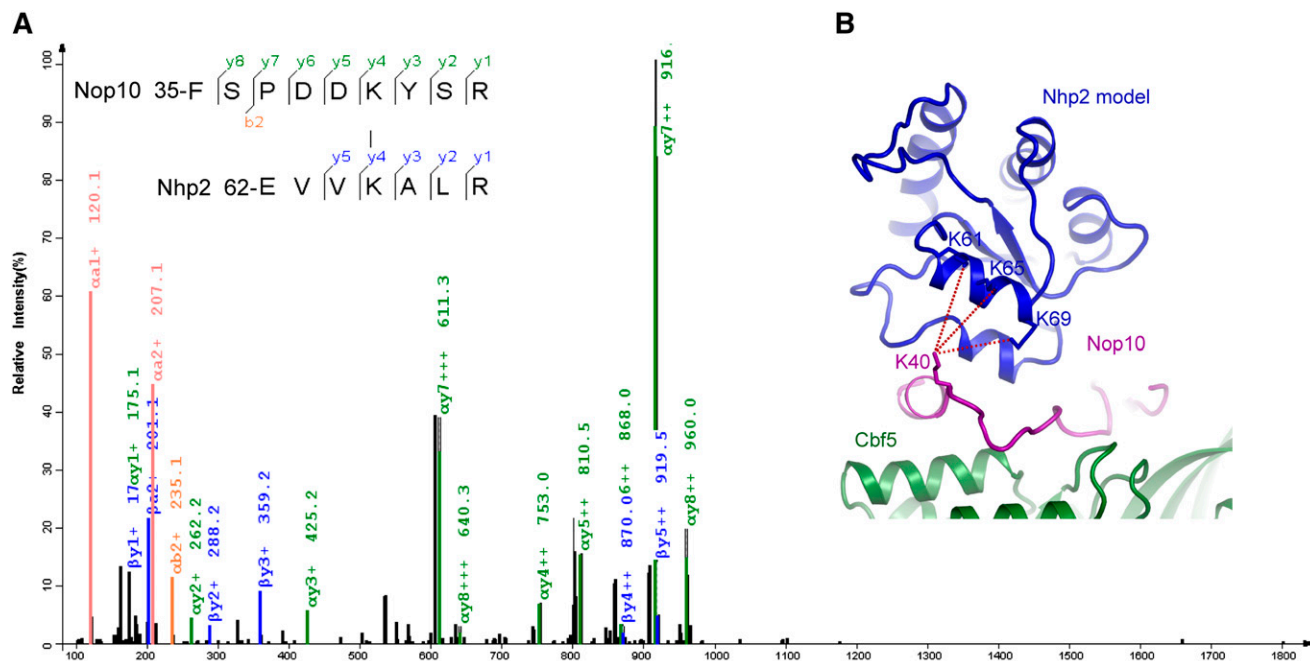 A
B
y8 y7 y6 y5 y4 y3 y2 y1
Nop10 35-F S P D D K Y S R
b2
y5 y4 y3 y2 y1
Nhp2 62-E V V K A L R
Relative Intensity(%)
100
90
80
70
60
50
40
30
20
10
0
αa1+ 120.1
βy1+ 17
αy1+ 175.1
βa2+ 201.1
αa2+ 207.1
αb2+ 235.1
αy2+ 262.2
βy2+ 288.2
βy3+ 359.2
αy3+ 425.2
αy7+++ 611.3
αy8+++ 640.3
αy4++ 753.0
αy5++ 810.5
αy6++ 868.0
βy4++ 870.0
αy7++ 916.
βy5++ 919.5
αy8++ 960.0
100 200 300 400 500 600 700 800 900 1000 1100 1200 1300 1400 1500 1600 1700 1800
Nhp2 model
K61
K65
K69
K40
Nop10
Cbf5